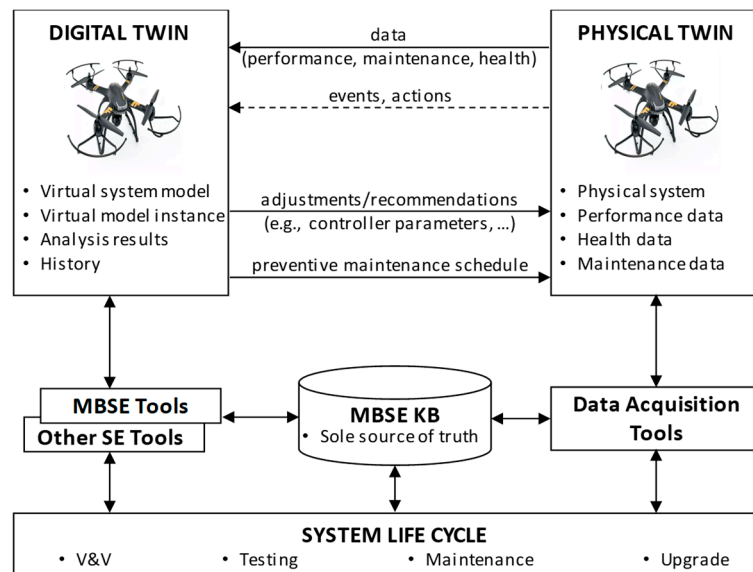 DIGITAL TWIN
• Virtual system model
• Virtual model instance
• Analysis results
• History
data
(performance, maintenance, health)
events, actions
adjustments/recommendations
(e.g., controller parameters, ...)
preventive maintenance schedule
PHYSICAL TWIN
• Physical system
• Performance data
• Health data
• Maintenance data
MBSE Tools
Other SE Tools
MBSE KB
• Sole source of truth
Data Acquisition
Tools
SYSTEM LIFE CYCLE
• V&V • Testing • Maintenance • Upgrade